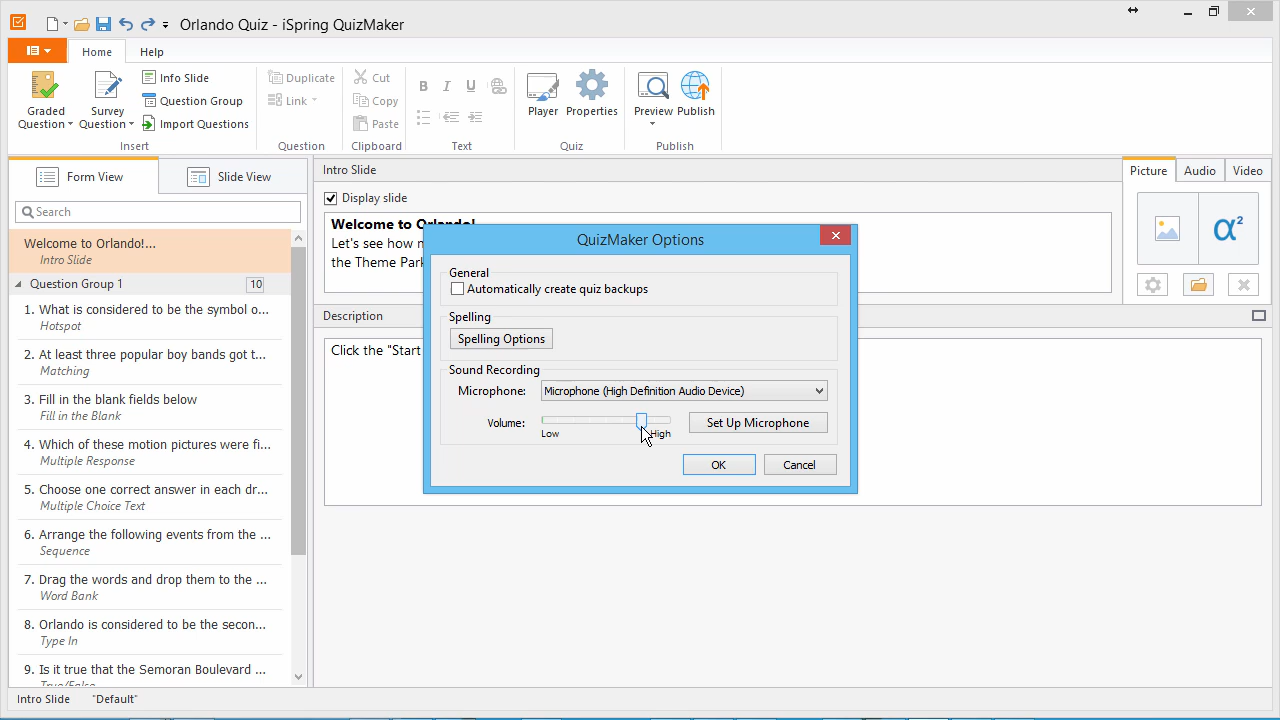 Orlando Quiz - iSpring QuizMaker
Home
Help
Graded Question
Survey Question
Info Slide
Question Group
Import Questions
Insert
Duplicate
Link
Question
Cut
Copy
Paste
Clipboard
B I U
Text
Player
Properties
Quiz
Preview
Publish
Publish
Form View
Slide View
Search
Welcome to Orlando!...
Intro Slide
Question Group 1 10
1. What is considered to be the symbol o...
Hotspot
2. At least three popular boy bands got t...
Matching
3. Fill in the blank fields below
Fill in the Blank
4. Which of these motion pictures were fi...
Multiple Response
5. Choose one correct answer in each dr...
Multiple Choice Text
6. Arrange the following events from the ...
Sequence
7. Drag the words and drop them to the ...
Word Bank
8. Orlando is considered to be the secon...
Type In
9. Is it true that the Semoran Boulevard ...
True/False
Intro Slide
Display slide
Welcome to Orlando!
Let's see how
the Theme Par
Description
Click the "Start
Picture
Audio
Video
α²
QuizMaker Options
General
Automatically create quiz backups
Spelling
Spelling Options
Sound Recording
Microphone: Microphone (High Definition Audio Device)
Volume:
Low
High
Set Up Microphone
OK
Cancel
Intro Slide
"Default"